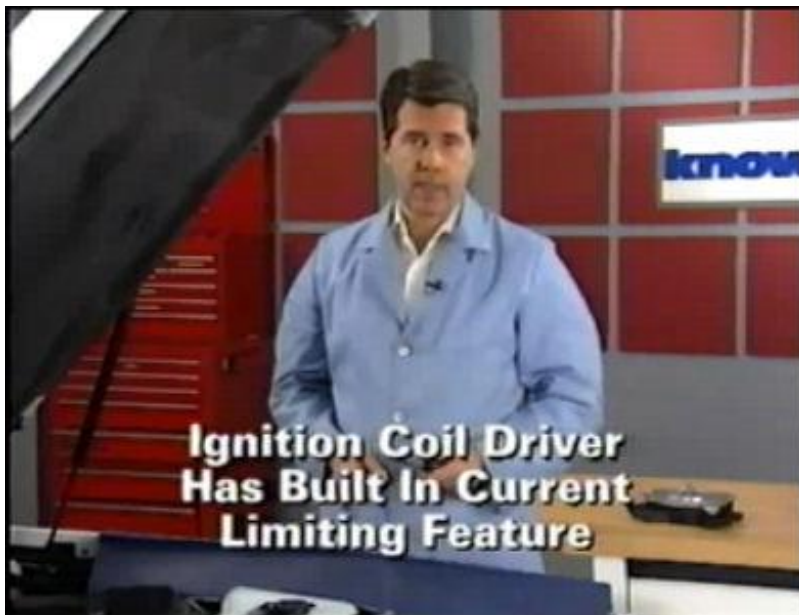 know
Ignition Coil Driver
Has Built In Current
Limiting Feature